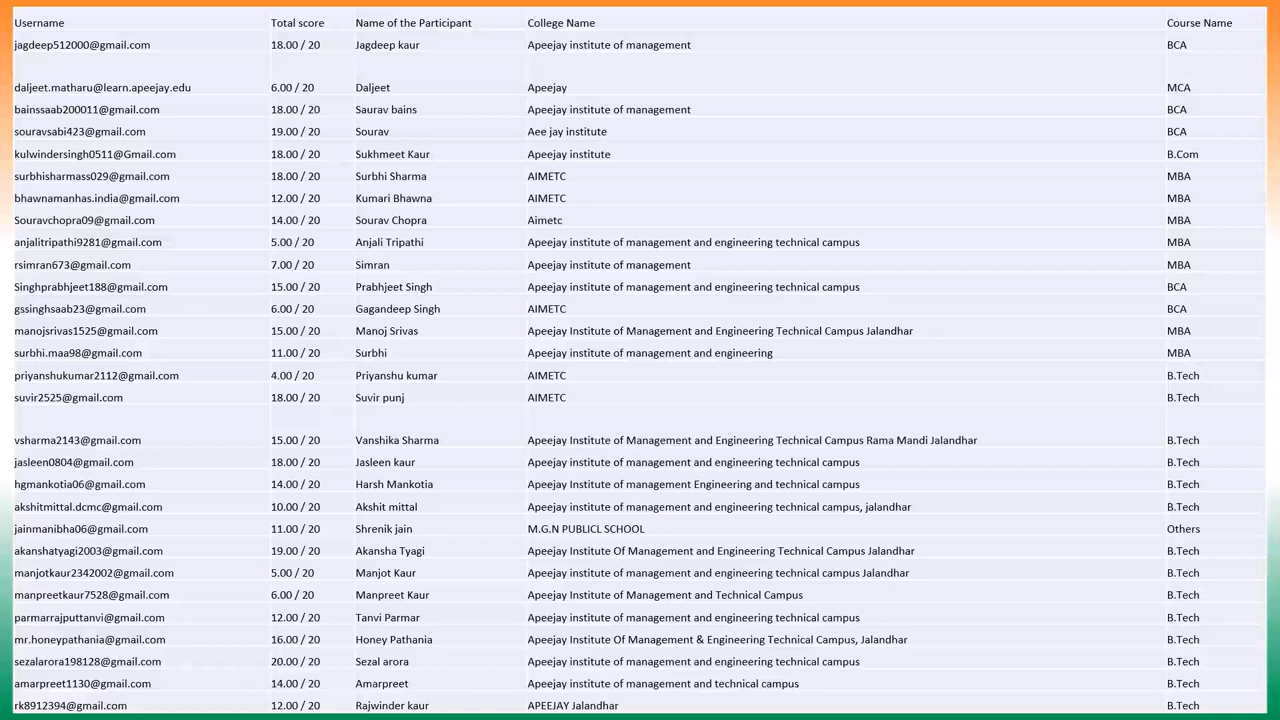 Username Total score Name of the Participant College Name Course Name
jagdeep512000@gmail.com 18.00 / 20 Jagdeep kaur Apeejay institute of management BCA
daljeet.matharu@learn.apeejay.edu 6.00 / 20 Daljeet Apeejay MCA
bainssaab200011@gmail.com 18.00 / 20 Saurav bains Apeejay institute of management BCA
souravsabi423@gmail.com 19.00 / 20 Sourav Aee jay institute BCA
kulwindersingh0511@Gmail.com 18.00 / 20 Sukhmeet Kaur Apeejay institute B.Com
surbhisharmass029@gmail.com 18.00 / 20 Surbhi Sharma AIMETC MBA
bhawnamanhas.india@gmail.com 12.00 / 20 Kumari Bhawna AIMETC MBA
Souravchopra09@gmail.com 14.00 / 20 Sourav Chopra Aimetc MBA
anjalitripathi9281@gmail.com 5.00 / 20 Anjali Tripathi Apeejay institute of management and engineering technical campus MBA
rsimran673@gmail.com 7.00 / 20 Simran Apeejay institute of management MBA
Singhprabhjeet188@gmail.com 15.00 / 20 Prabhjeet Singh Apeejay institute of management and engineering technical campus BCA
gssinghsaab23@gmail.com 6.00 / 20 Gagandeep Singh AIMETC BCA
manojsrivas1525@gmail.com 15.00 / 20 Manoj Srivas Apeejay Institute of Management and Engineering Technical Campus Jalandhar MBA
surbhi.maa98@gmail.com 11.00 / 20 Surbhi Apeejay institute of management and engineering MBA
priyanshukumar2112@gmail.com 4.00 / 20 Priyanshu kumar AIMETC B.Tech
suvir2525@gmail.com 18.00 / 20 Suvir punj AIMETC B.Tech
vsharma2143@gmail.com 15.00 / 20 Vanshika Sharma Apeejay Institute of Management and Engineering Technical Campus Rama Mandi Jalandhar B.Tech
jasleen0804@gmail.com 18.00 / 20 Jasleen kaur Apeejay institute of management and engineering technical campus B.Tech
hgmankotia06@gmail.com 14.00 / 20 Harsh Mankotia Apeejay Institute of management Engineering and technical campus B.Tech
akshitmittal.dcmc@gmail.com 10.00 / 20 Akshit mittal Apeejay institute of management and engineering technical campus, jalandhar B.Tech
jainmanibha06@gmail.com 11.00 / 20 Shrenik jain M.G.N PUBLICL SCHOOL Others
akanshatyagi2003@gmail.com 19.00 / 20 Akansha Tyagi Apeejay Institute Of Management and Engineering Technical Campus Jalandhar B.Tech
manjotkaur2342002@gmail.com 5.00 / 20 Manjot Kaur Apeejay institute of management and engineering technical campus Jalandhar B.Tech
manpreetkaur7528@gmail.com 6.00 / 20 Manpreet Kaur Apeejay Institute of Management and Technical Campus B.Tech
parmarrajputtanvi@gmail.com 12.00 / 20 Tanvi Parmar Apeejay institute of management and engineering technical campus B.Tech
mr.honeypathania@gmail.com 16.00 / 20 Honey Pathania Apeejay Institute Of Management & Engineering Technical Campus, Jalandhar B.Tech
sezalarora198128@gmail.com 20.00 / 20 Sezal arora Apeejay institute of management and engineering technical campus B.Tech
amarpreet1130@gmail.com 14.00 / 20 Amarpreet Apeejay institute of management and technical campus B.Tech
rk8912394@gmail.com 12.00 / 20 Rajwinder kaur APEEJAY Jalandhar B.Tech